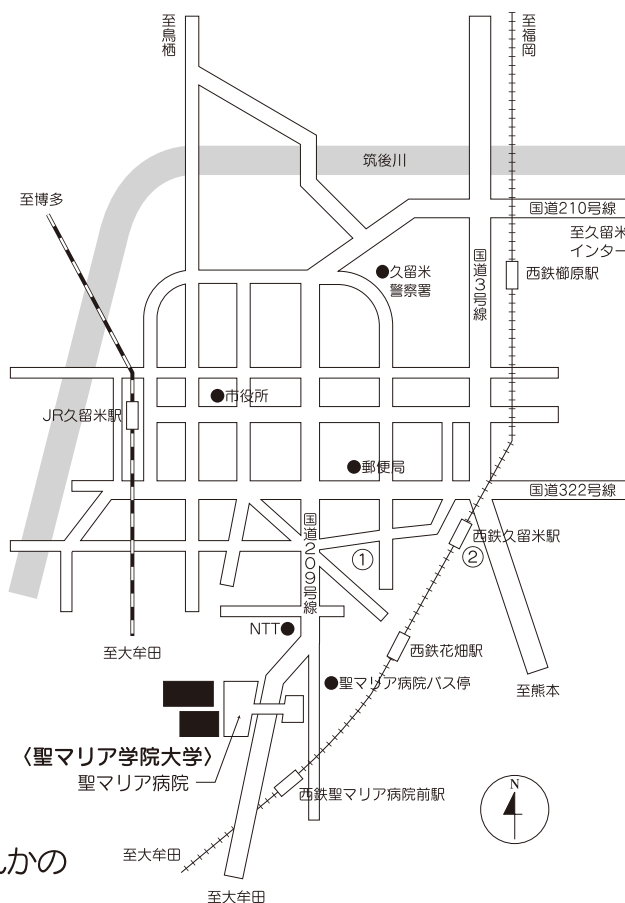 至鳥栖
至福岡
筑後川
至博多
国道210号線
至久留米
インター
久留米
警察署
国道3号線
西鉄櫛原駅
市役所
JR久留米駅
郵便局
国道322号線
国道209号線
①
西鉄久留米駅
②
NTT
至大牟田
西鉄花畑駅
聖マリア病院バス停
至熊本
〈聖マリア学院大学〉
聖マリア病院
西鉄聖マリア病院前駅
N
かの
至大牟田
至大牟田